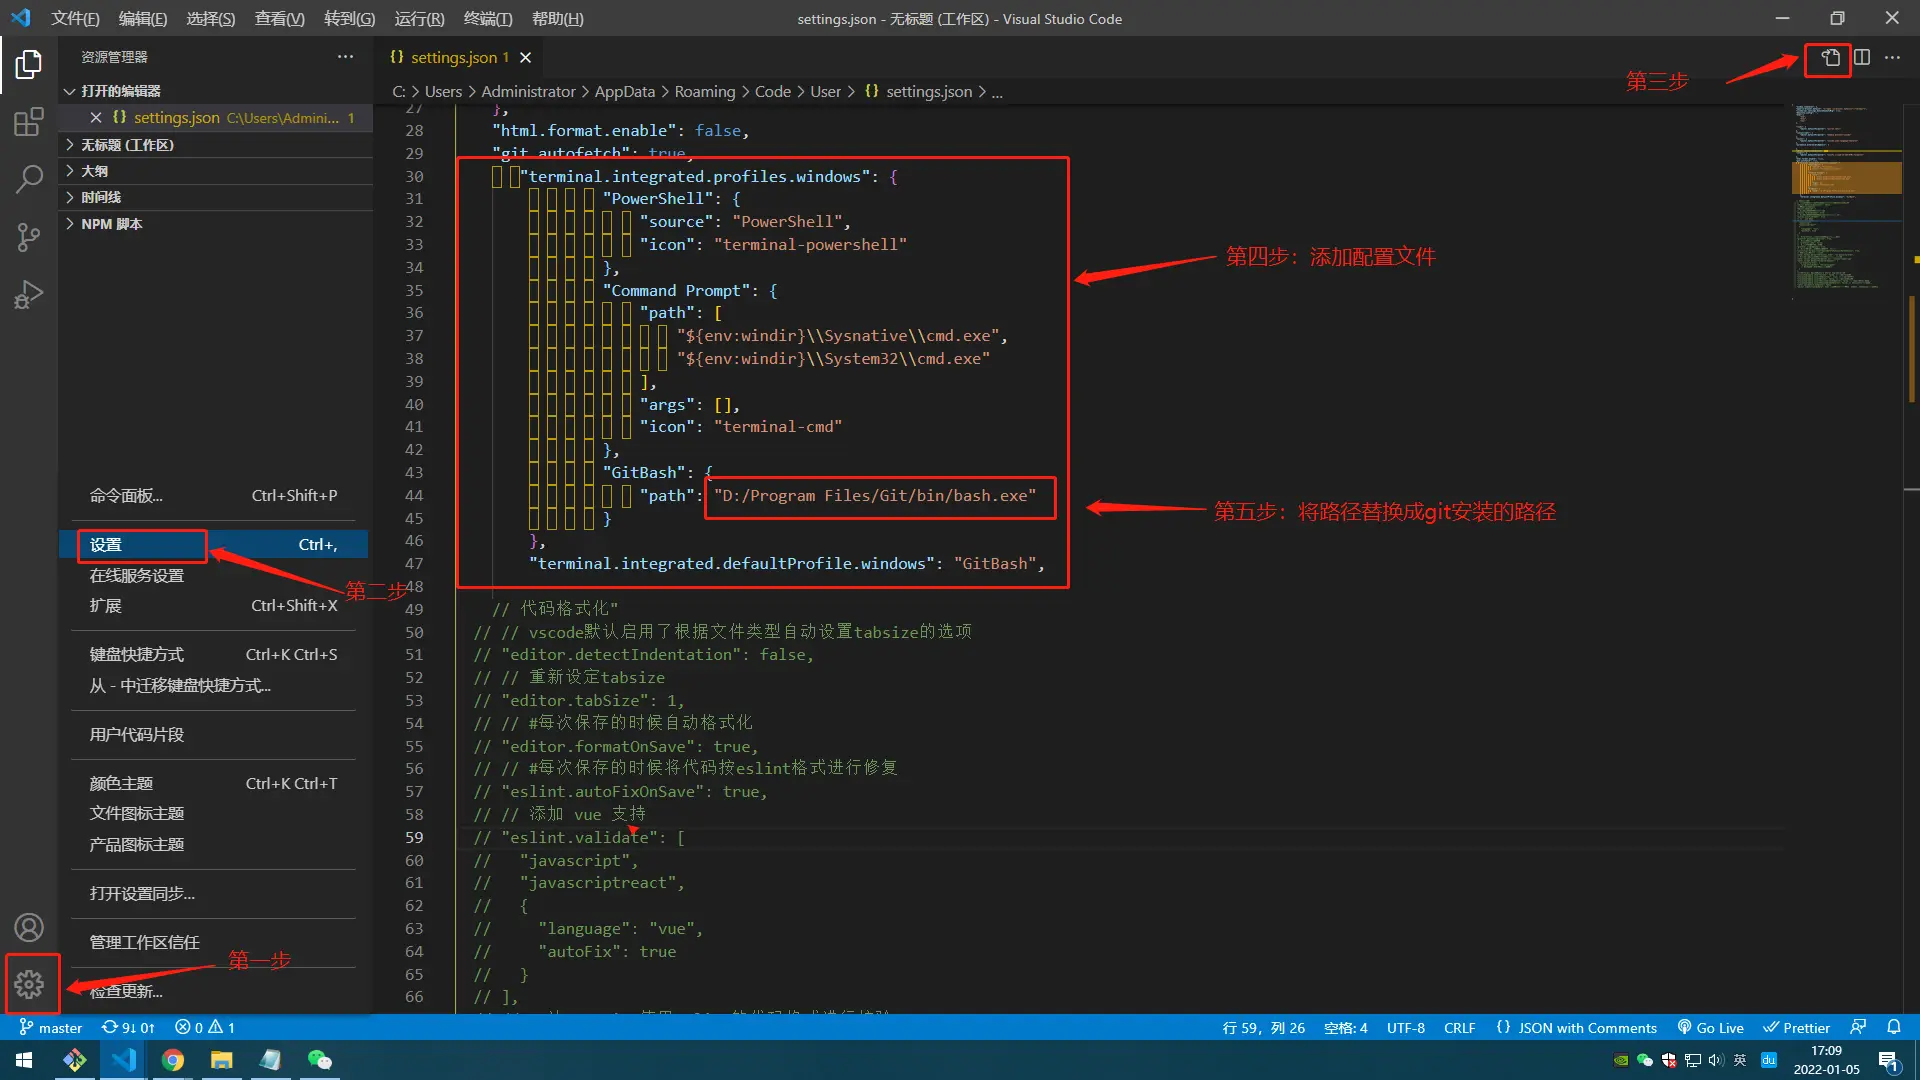 文件(F) 编辑(E) 选择(S) 查看(V) 转到(G) 运行(R) 终端(T) 帮助(H)
settings.json - 无标题 (工作区) - Visual Studio Code
资源管理器
打开的编辑器
settings.json C:\Users\Admini... 1
无标题 (工作区)
大纲
时间线
NPM 脚本
命令面板... Ctrl+Shift+P
设置 Ctrl+,
在线服务设置
扩展 Ctrl+Shift+X
键盘快捷方式 Ctrl+K Ctrl+S
从 - 中迁移键盘快捷方式...
用户代码片段
颜色主题 Ctrl+K Ctrl+T
文件图标主题
产品图标主题
打开设置同步...
管理工作区信任
检查更新...
第一步
第二步
settings.json 1
第三步
C: > Users > Administrator > AppData > Roaming > Code > User > {} settings.json > ...
27 },
28 "html.format.enable": false,
29 "git.autofetch": true,
30 "terminal.integrated.profiles.windows": {
31 "PowerShell": {
32 "source": "PowerShell",
33 "icon": "terminal-powershell"
34 },
35 "Command Prompt": {
36 "path": [
37 "${env:windir}\\Sysnative\\cmd.exe",
38 "${env:windir}\\System32\\cmd.exe"
39 ],
40 "args": [],
41 "icon": "terminal-cmd"
42 },
43 "GitBash": {
44 "path": "D:/Program Files/Git/bin/bash.exe"
45 }
46 },
47 "terminal.integrated.defaultProfile.windows": "GitBash",
48
49 // 代码格式化"
50 // // vscode默认启用了根据文件类型自动设置tabsize的选项
51 // "editor.detectIndentation": false,
52 // // 重新设定tabsize
53 // "editor.tabSize": 1,
54 // // #每次保存的时候自动格式化
55 // "editor.formatOnSave": true,
56 // // #每次保存的时候将代码按eslint格式进行修复
57 // "eslint.autoFixOnSave": true,
58 // // 添加 vue 支持
59 // "eslint.validate": [
60 // "javascript",
61 // "javascriptreact",
62 // {
63 // "language": "vue",
64 // "autoFix": true
65 // }
66 // ],
第四步：添加配置文件
第五步：将路径替换成git安装的路径
master 9↓ 0↑ 0 1
行 59，列 26 空格: 4 UTF-8 CRLF {} JSON with Comments Go Live Prettier
英 du 17:09
2022-01-05 1